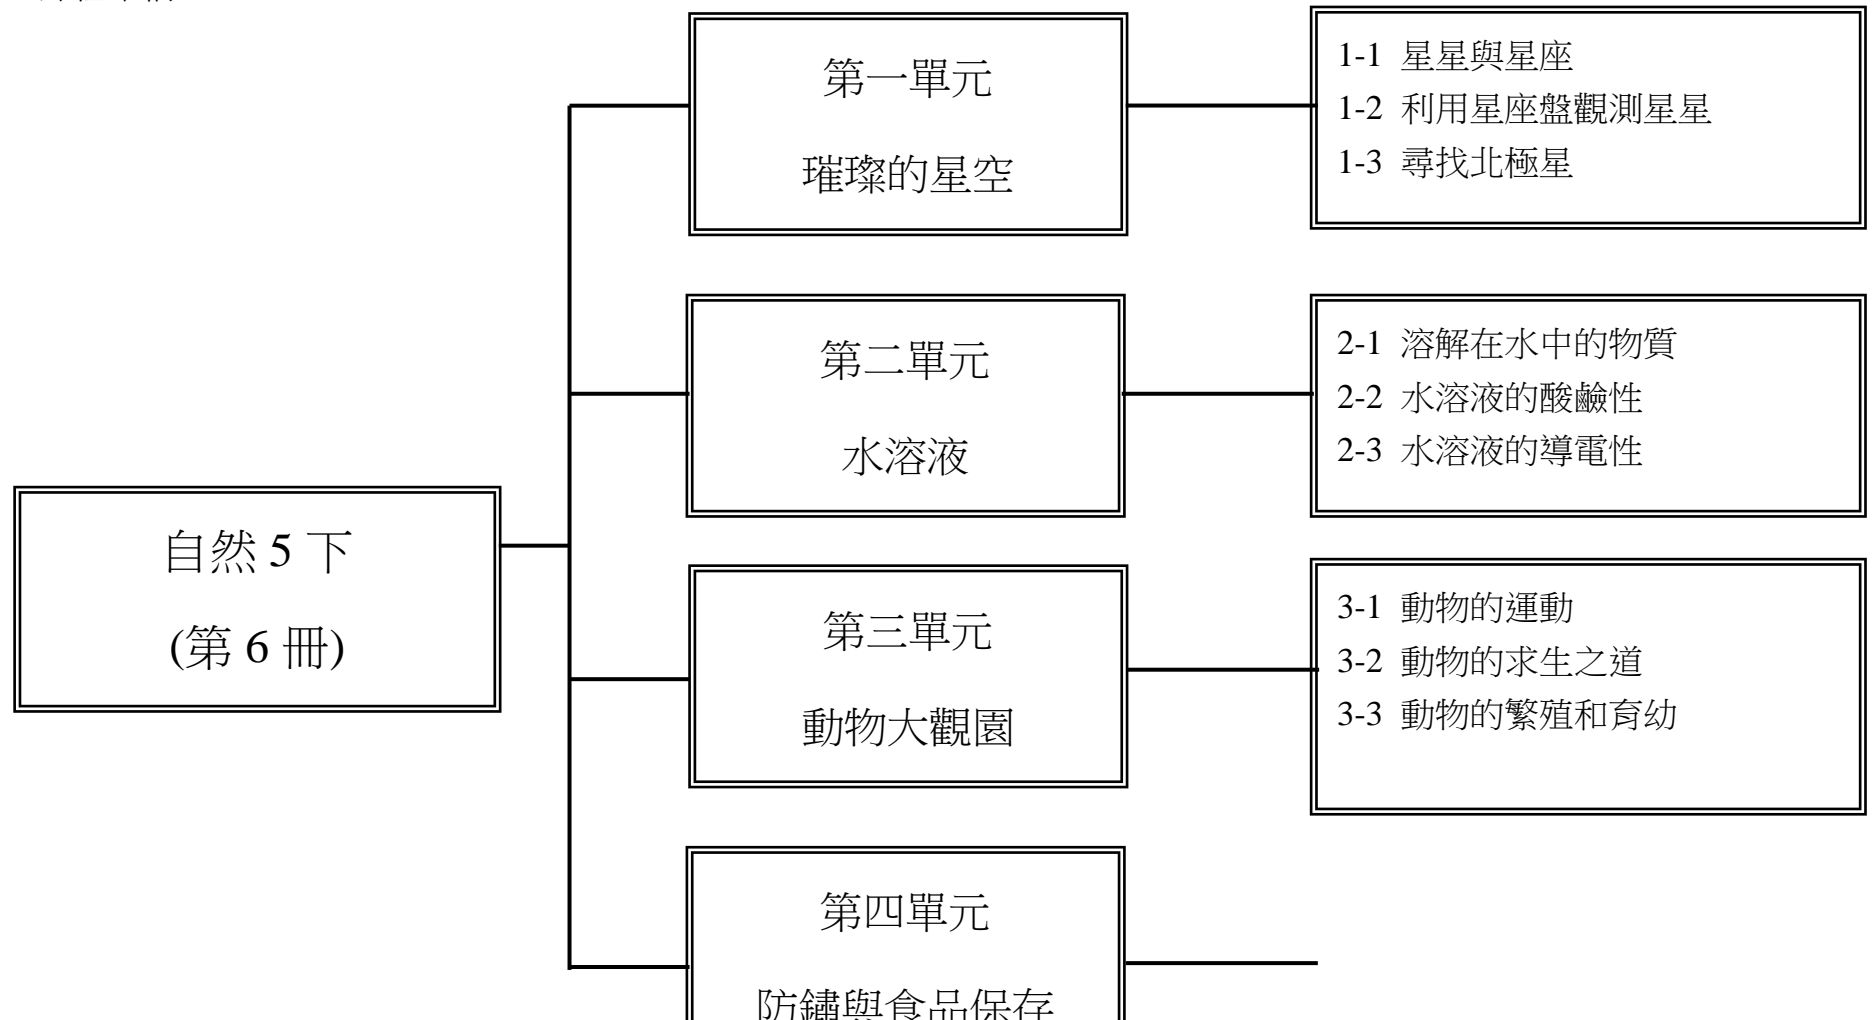 第一單元
璀璨的星空
1-1 星星與星座
1-2 利用星座盤觀測星星
1-3 尋找北極星
第二單元
水溶液
2-1 溶解在水中的物質
2-2 水溶液的酸鹼性
2-3 水溶液的導電性
自然 5 下
(第 6 冊)
第三單元
動物大觀園
3-1 動物的運動
3-2 動物的求生之道
3-3 動物的繁殖和育幼
第四單元
防鏽與食品保存